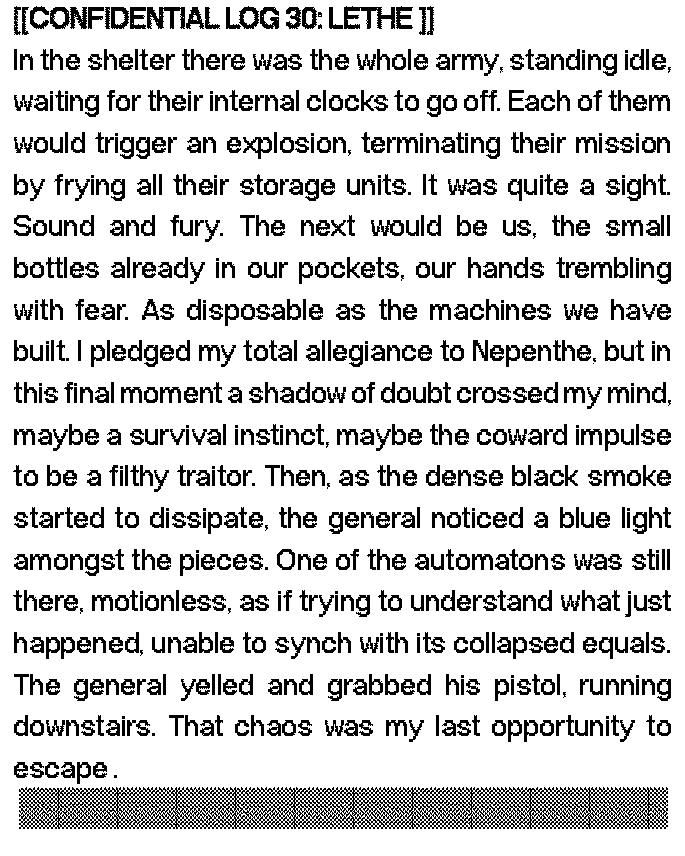 [[CONFIDENTIAL LOG 30: LETHE ]]
In the shelter there was the whole army, standing idle,
waiting for their internal clocks to go off. Each of them
would trigger an explosion, terminating their mission
by frying all their storage units. It was quite a sight.
Sound and fury. The next would be us, the small
bottles already in our pockets, our hands trembling
with fear. As disposable as the machines we have
built. I pledged my total allegiance to Nepenthe, but in
this final moment a shadow of doubt crossed my mind,
maybe a survival instinct, maybe the coward impulse
to be a filthy traitor. Then, as the dense black smoke
started to dissipate, the general noticed a blue light
amongst the pieces. One of the automatons was still
there, motionless, as if trying to understand what just
happened, unable to synch with its collapsed equals.
The general yelled and grabbed his pistol, running
downstairs. That chaos was my last opportunity to
escape.